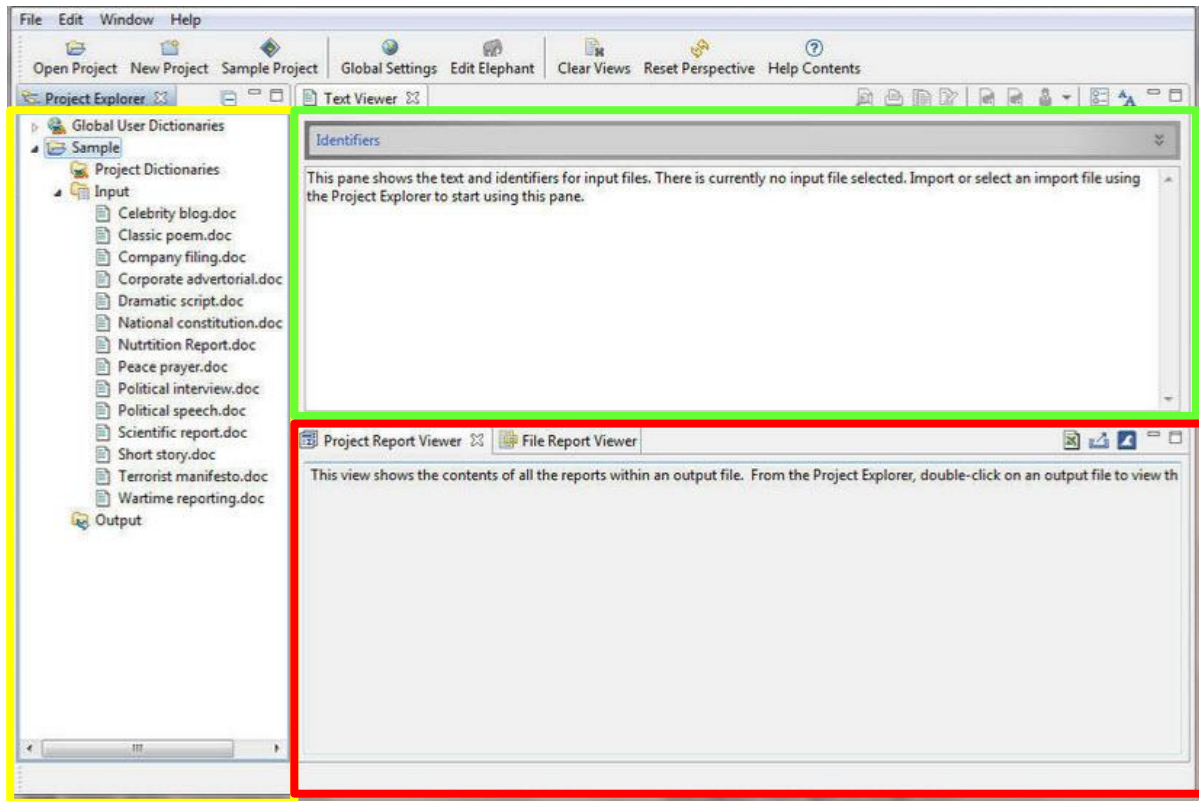 File Edit Window Help
Open Project New Project Sample Project Global Settings Edit Elephant Clear Views Reset Perspective Help Contents
Project Explorer
Global User Dictionaries
Sample
Project Dictionaries
Input
Celebrity blog.doc
Classic poem.doc
Company filing.doc
Corporate advertorial.doc
Dramatic script.doc
National constitution.doc
Nutrtition Report.doc
Peace prayer.doc
Political interview.doc
Political speech.doc
Scientific report.doc
Short story.doc
Terrorist manifesto.doc
Wartime reporting.doc
Output
Text Viewer
Identifiers
This pane shows the text and identifiers for input files. There is currently no input file selected. Import or select an import file using
the Project Explorer to start using this pane.
Project Report Viewer File Report Viewer
This view shows the contents of all the reports within an output file. From the Project Explorer, double-click on an output file to view th